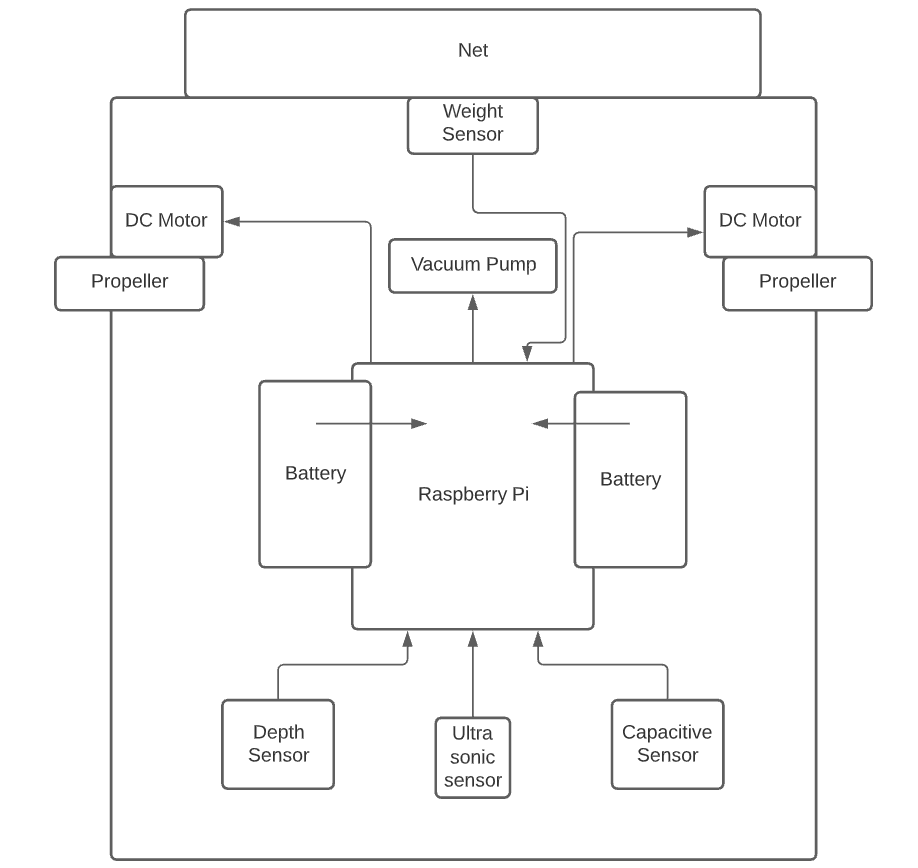 Net
Weight
Sensor
DC Motor
DC Motor
Vacuum Pump
Propeller
Propeller
Battery
Battery
Raspberry Pi
Depth
Sensor
Ultra
sonic
sensor
Capacitive
Sensor